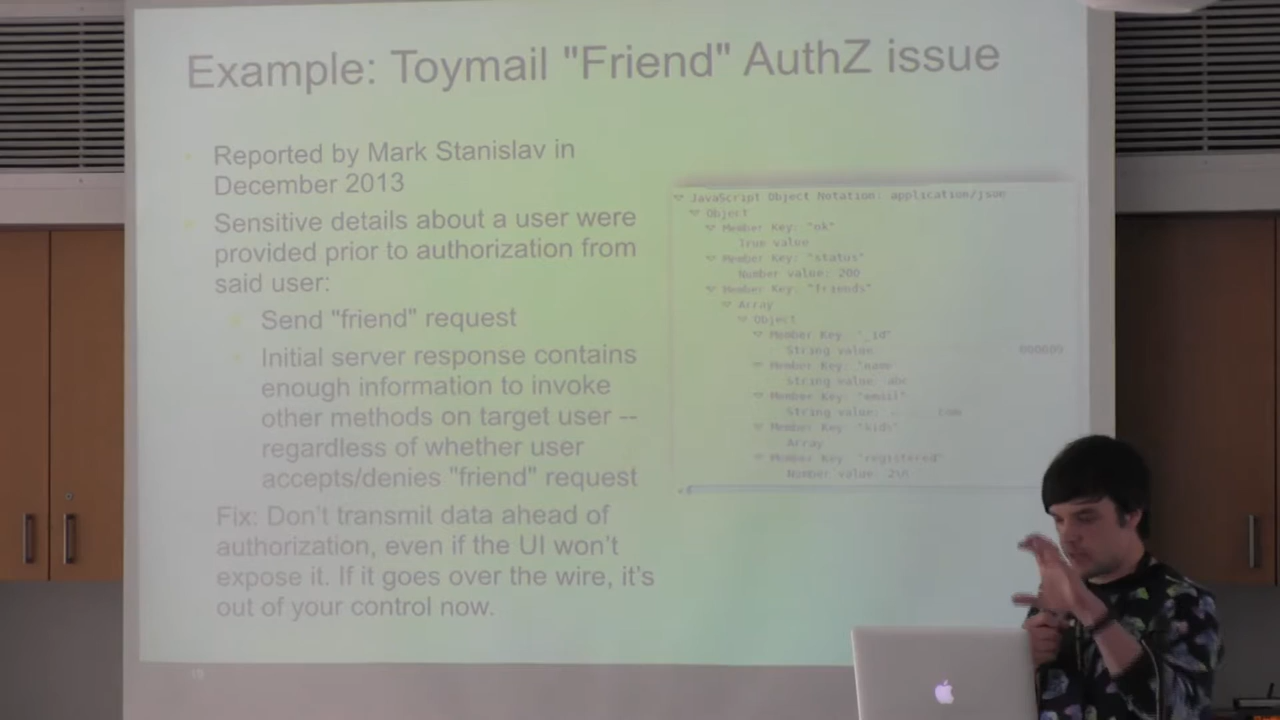 Example: Toymail "Friend" AuthZ issue
Reported by Mark Stanislav in
December 2013
Sensitive details about a user were
provided prior to authorization from
said user:
Send "friend" request
Initial server response contains
enough information to invoke
other methods on target user --
regardless of whether user
accepts/denies "friend" request
Fix: Don't transmit data ahead of
authorization, even if the UI won't
expose it. If it goes over the wire, it's
out of your control now.
JavaScript Object Notation: application/json
Object
Member Key: "ok"
True value
Member Key: "status"
Number value: 200
Member Key: "friends"
Array
Object
Member Key: "_id"
String value:
Member Key: "name
String value: abc
Member Key: "email"
String value: com
Member Key: "kids"
Array
Member Key: "registered"
Number value: